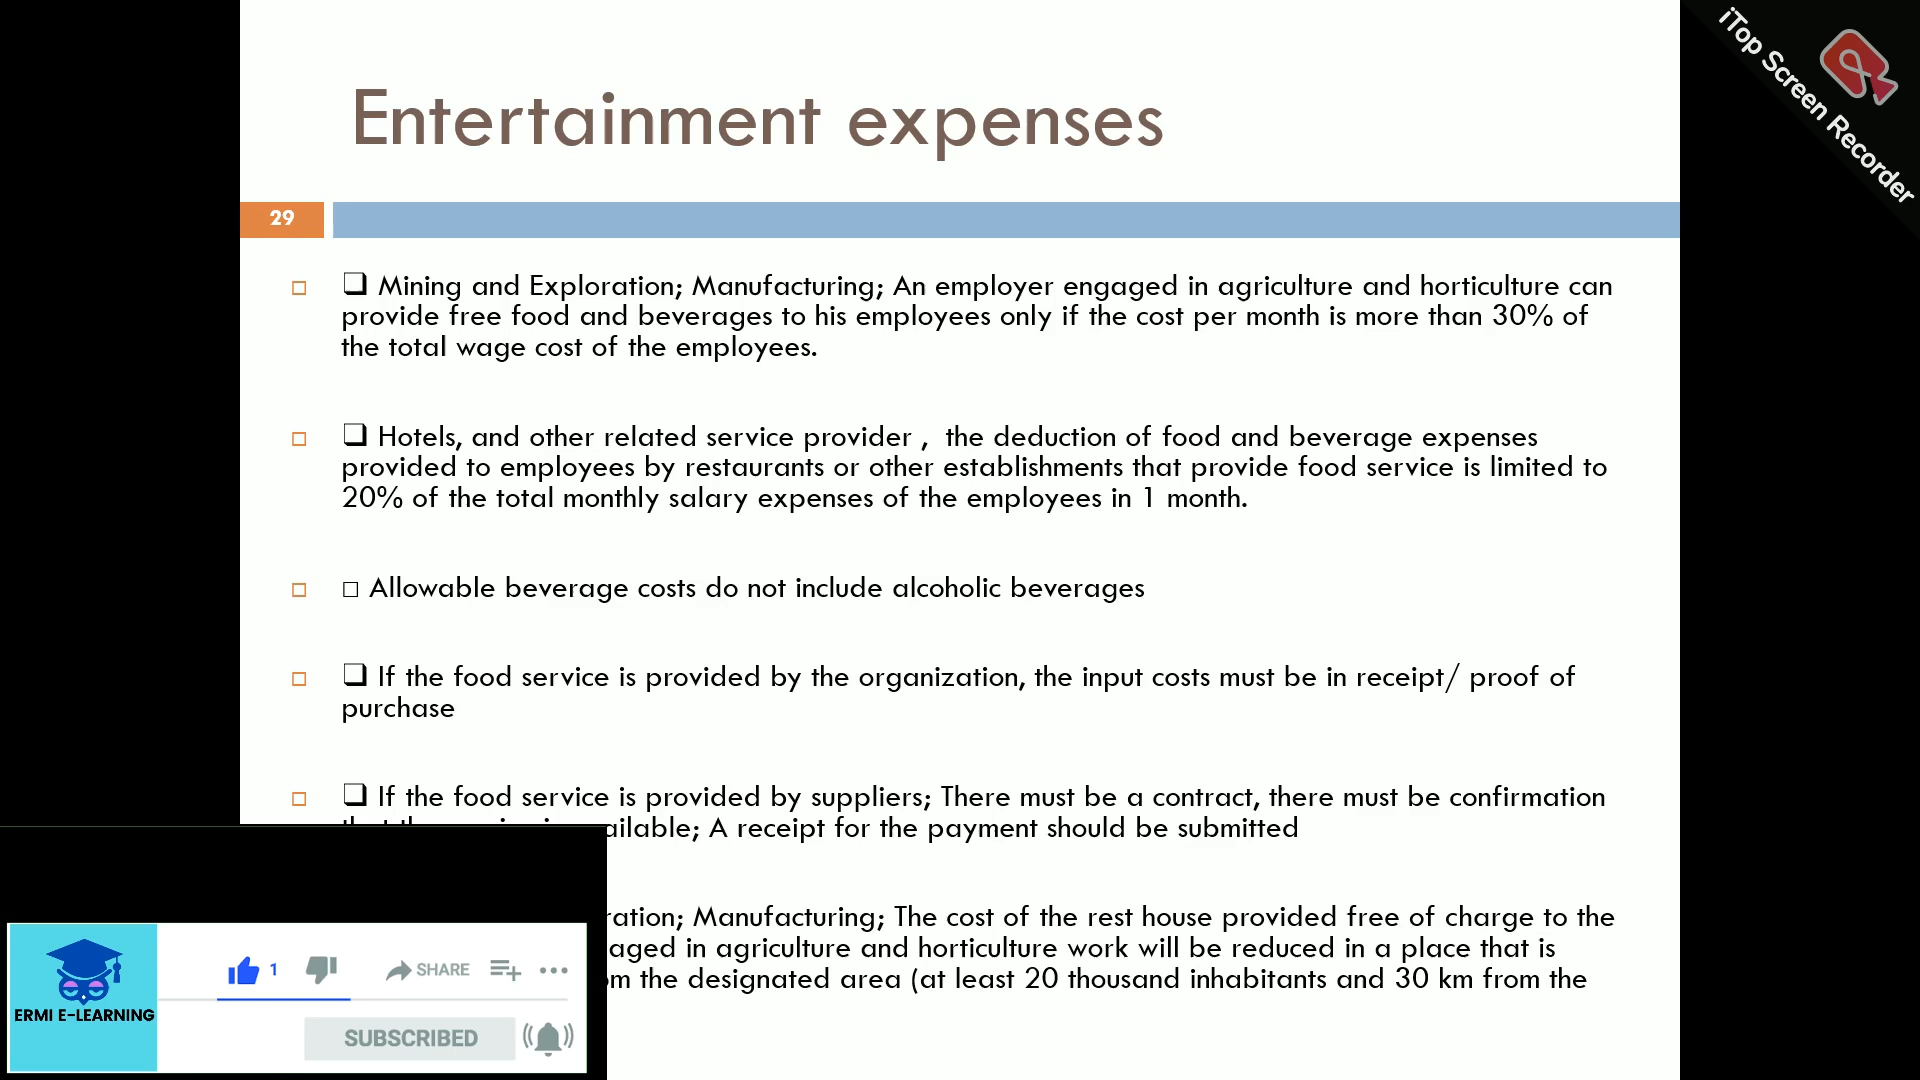 Entertainment expenses
iTop Screen Recorder
29
❑ Mining and Exploration; Manufacturing; An employer engaged in agriculture and horticulture can
provide free food and beverages to his employees only if the cost per month is more than 30% of
the total wage cost of the employees.
❑ Hotels, and other related service provider , the deduction of food and beverage expenses
provided to employees by restaurants or other establishments that provide food service is limited to
20% of the total monthly salary expenses of the employees in 1 month.
□ Allowable beverage costs do not include alcoholic beverages
❑ If the food service is provided by the organization, the input costs must be in receipt/ proof of
purchase
❑ If the food service is provided by suppliers; There must be a contract, there must be confirmation
A receipt for the payment should be submitted
Manufacturing; The cost of the rest house provided free of charge to the
in agriculture and horticulture work will be reduced in a place that is
the designated area (at least 20 thousand inhabitants and 30 km from the
1
SHARE
ERMI E-LEARNING
SUBSCRIBED